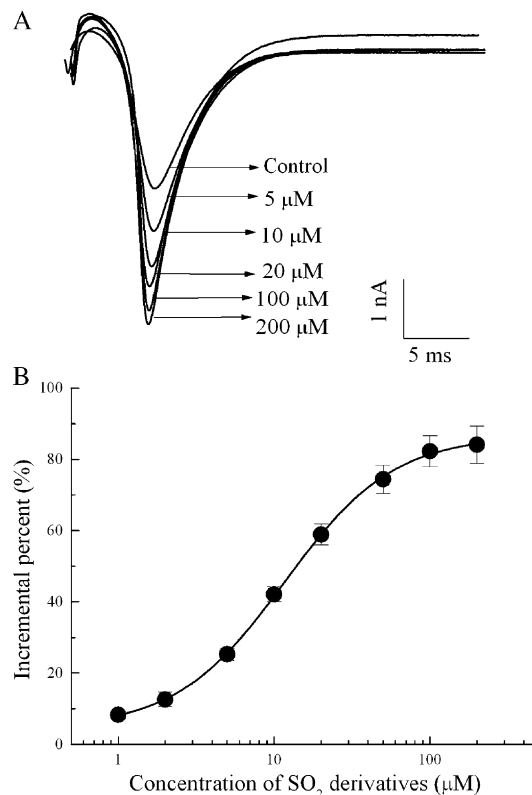 A
Control
5 μM
10 μM
20 μM
100 μM
200 μM
1 nA
5 ms
B
100
80
60
40
20
0
Incremental percent (%)
1
10
100
Concentration of SO₂ derivatives (μM)